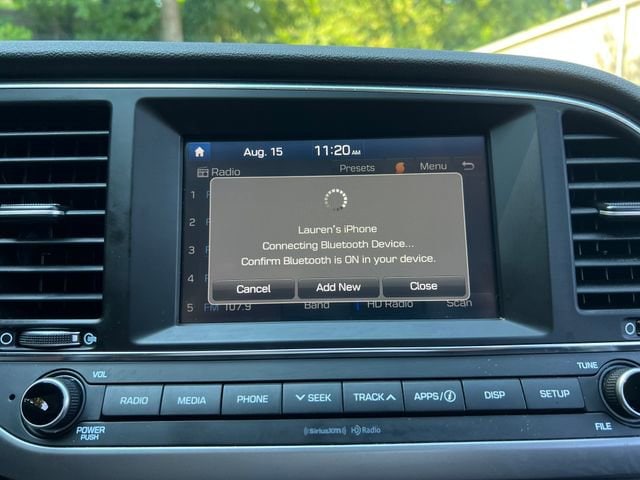 Aug. 15 11:20 AM
Radio Presets Menu
1
2
3
4
5 FM 107.9 Band HD Radio Scan
Lauren's iPhone
Connecting Bluetooth Device...
Confirm Bluetooth is ON in your device.
Cancel Add New Close
VOL TUNE
RADIO MEDIA PHONE SEEK TRACK APPS/i DISP SETUP
POWER
PUSH
FILE
SiriusXM HD Radio